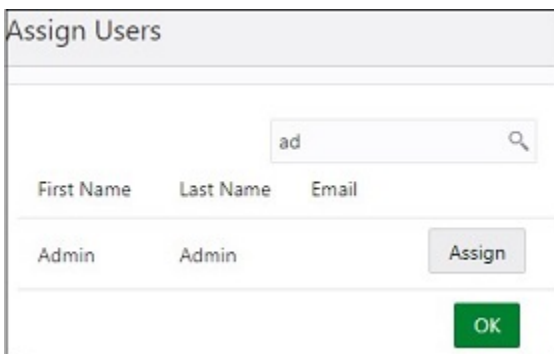 Assign Users
ad
First Name Last Name Email
Admin Admin Assign
OK